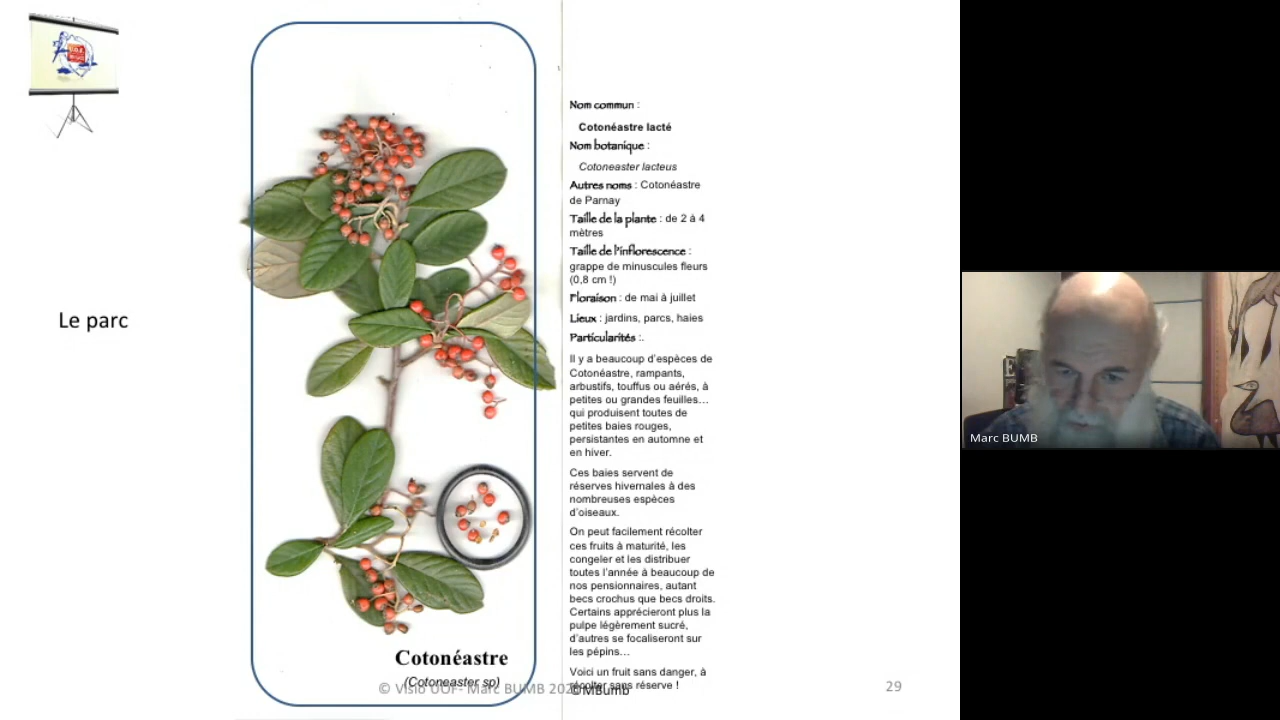 Le parc
Cotonéastre
(Cotoneaster sp)
Nom commun :
Cotonéastre lacté
Nom botanique :
Cotoneaster lacteus
Autres noms : Cotonéastre
de Parnay
Taille de la plante : de 2 à 4
mètres
Taille de l'inflorescence :
grappe de minuscules fleurs
(0,8 cm !)
Floraison : de mai à juillet
Lieux : jardins, parcs, haies
Particularités :.
Il y a beaucoup d'espèces de
Cotonéastre, rampants,
arbustifs, touffus ou aérés, à
petites ou grandes feuilles…
qui produisent toutes de
petites baies rouges,
persistantes en automne et
en hiver.
Ces baies servent de
réserves hivernales à des
nombreuses espèces
d'oiseaux.
On peut facilement récolter
ces fruits à maturité, les
congeler et les distribuer
toutes l'année à beaucoup de
nos pensionnaires, autant
becs crochus que becs droits.
Certains apprécieront plus la
pulpe légèrement sucré,
d'autres se focaliseront sur
les pépins…
Voici un fruit sans danger, à
récolter sans réserve !
©MBumb
© Visio UOF- Marc BUMB
29
Marc BUMB